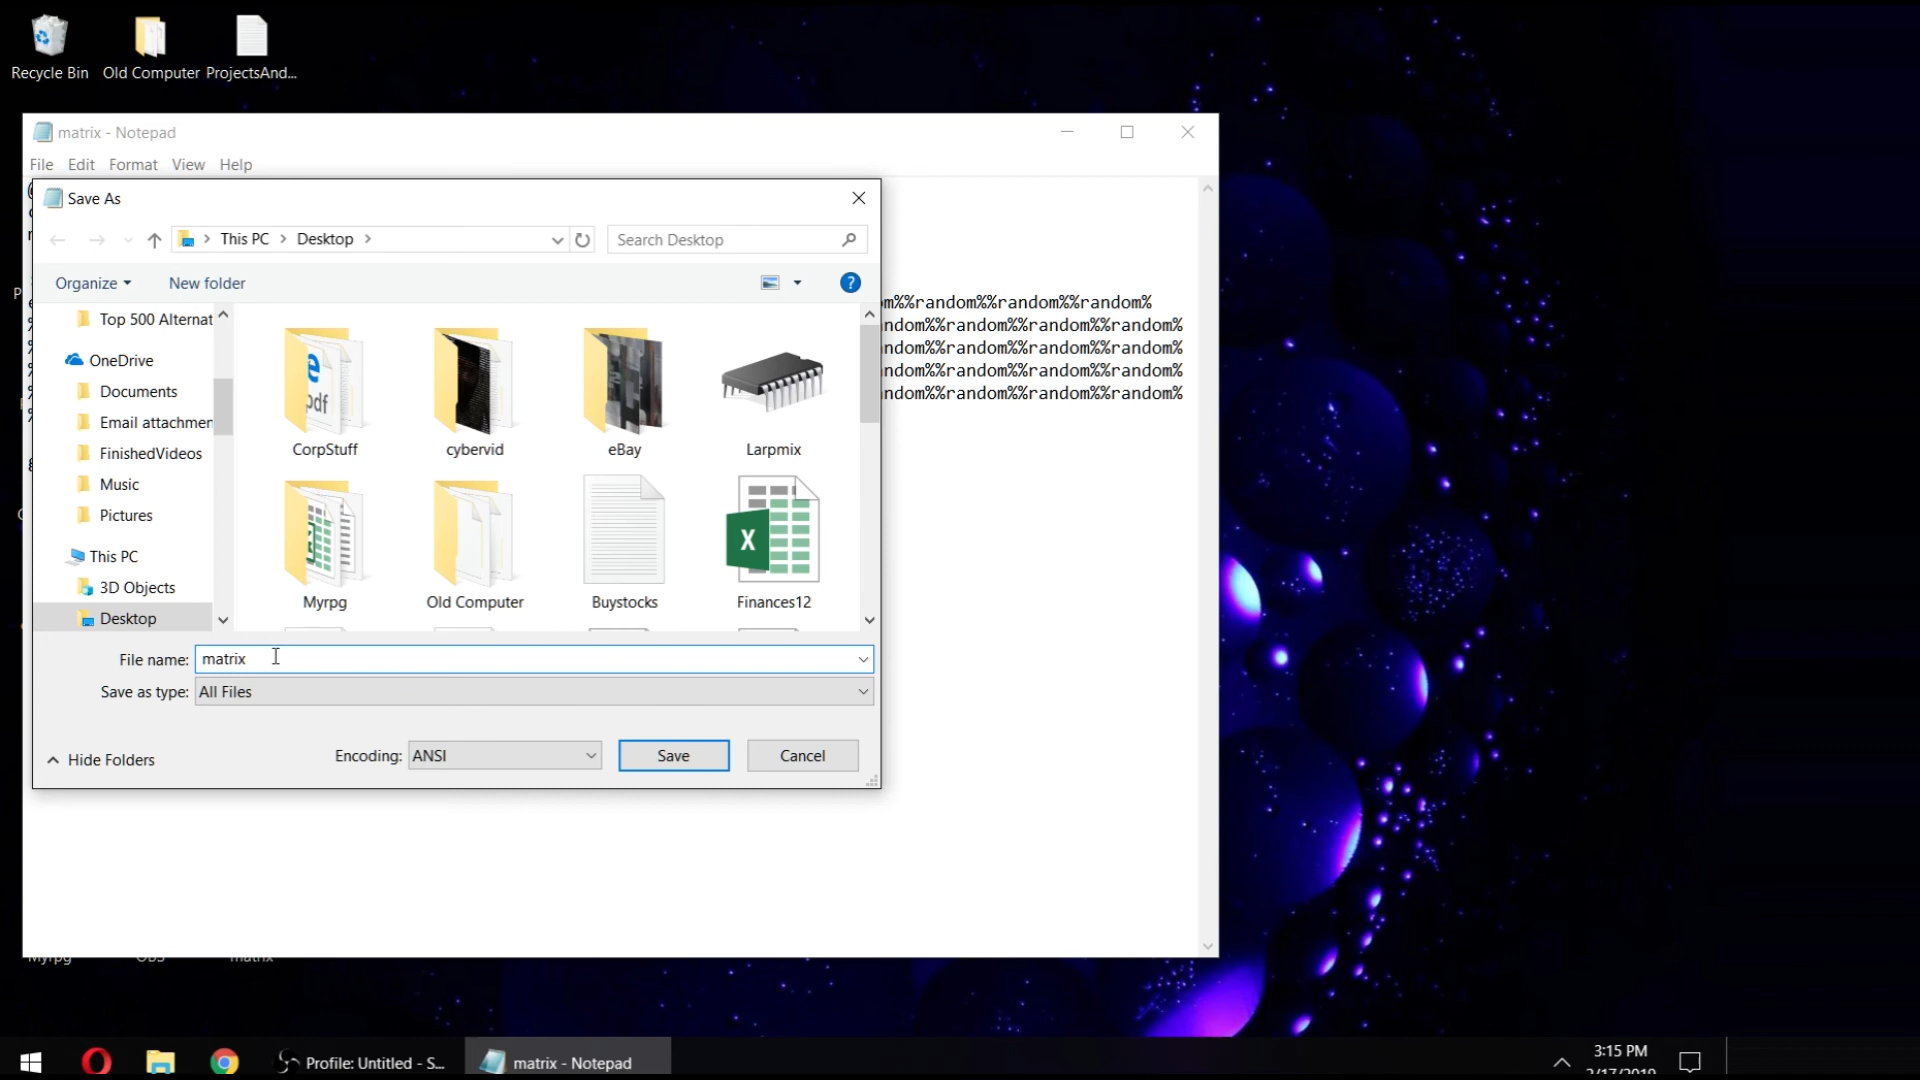 Recycle Bin
Old Computer
ProjectsAnd...
matrix - Notepad
File Edit Format View Help
Save As
This PC > Desktop >
Search Desktop
Organize
New folder
m%%random%%random%%random%
ndom%%random%%random%%random%
ndom%%random%%random%%random%
ndom%%random%%random%%random%
ndom%%random%%random%%random%
Top 500 Alternat
OneDrive
Documents
Email attachmen
FinishedVideos
Music
Pictures
This PC
3D Objects
Desktop
pdf
CorpStuff
cybervid
eBay
Larpmix
X
Myrpg
Old Computer
Buystocks
Finances12
File name: matrix
Save as type: All Files
Hide Folders
Encoding: ANSI
Save
Cancel
Myrpg
OBS
matrix
Profile: Untitled - S...
matrix - Notepad
3:15 PM